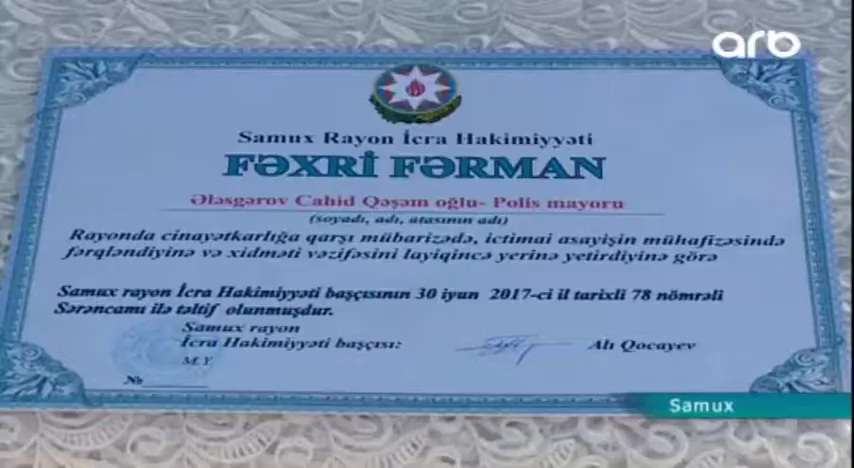 arb
Samux Rayon İcra Hakimiyyəti
FƏXRİ FƏRMAN
Ələsgərov Cahid Qəşəm oğlu- Polis mayoru
(soyadı, adı, atasının adı)
Rayonda cinayətkarlığa qarşı mübarizədə, ictimai asayişin mühafizəsində
fərqləndiyinə və xidməti vəzifəsini layiqincə yerinə yetirdiyinə görə
Samux rayon İcra Hakimiyyəti başçısının 30 iyun 2017-ci il tarixli 78 nömrəli
Sərəncamı ilə təltif olunmuşdur.
Samux rayon
İcra Hakimiyyəti başçısı: Alı Qocayev
M.Y.
№
Samux